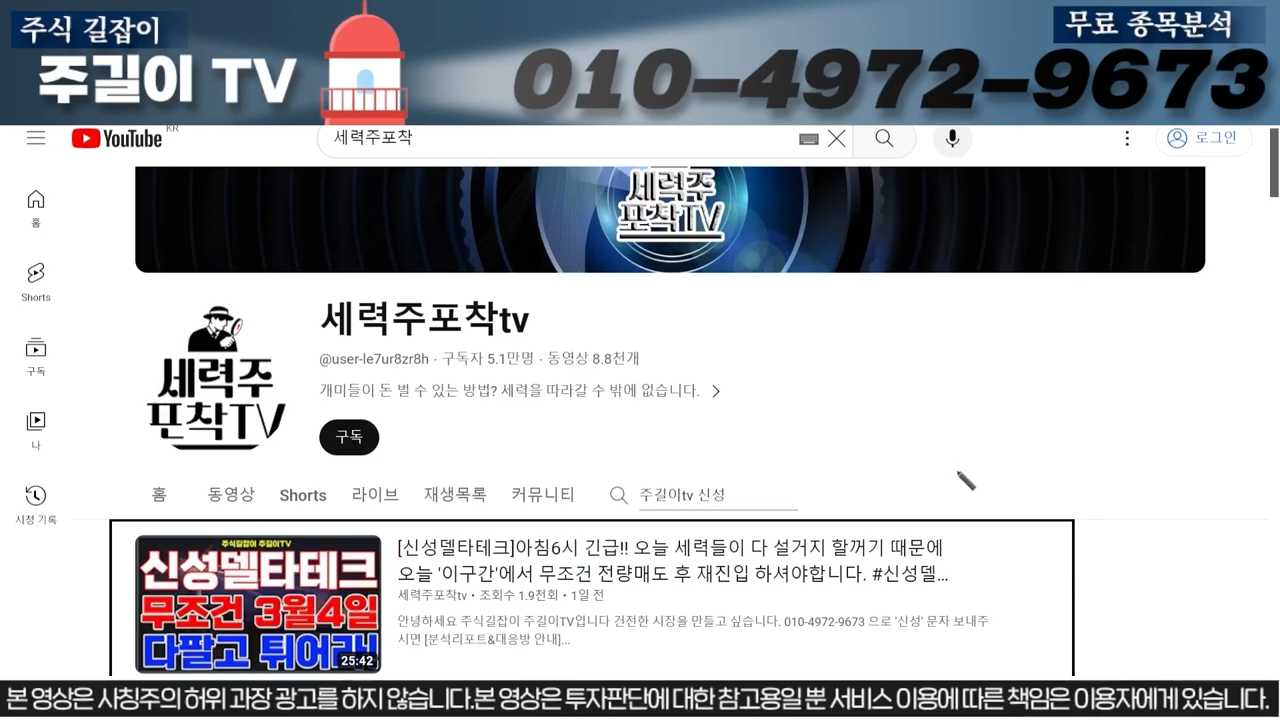 주식 길잡이
주길이 TV
무료 종목분석
010-4972-9673
YouTube KR
세력주포착
로그인
홈
Shorts
구독
나
시청 기록
세력주
포착TV
세력주
포착TV
세력주포착tv
@user-le7ur8zr8h · 구독자 5.1만명 · 동영상 8.8천개
개미들이 돈 벌 수 있는 방법? 세력을 따라갈 수 밖에 없습니다.
구독
홈 동영상 Shorts 라이브 재생목록 커뮤니티 주길이tv 신성
주식길잡이 주길이TV
신성델타테크
무조건 3월4일
다팔고 튀어라!
25:42
[신성델타테크]아침6시 긴급!! 오늘 세력들이 다 설거지 할꺼기 때문에
오늘 '이구간'에서 무조건 전량매도 후 재진입 하셔야합니다. #신성델...
세력주포착tv • 조회수 1.9천회 • 1일 전
안녕하세요 주식길잡이 주길이TV입니다 건전한 시장을 만들고 싶습니다. 010-4972-9673 으로 '신성' 문자 보내주
시면 [분석리포트&대응방 안내]...
본 영상은 사칭주의 허위 과장 광고를 하지 않습니다.본 영상은 투자판단에 대한 참고용일 뿐 서비스 이용에 따른 책임은 이용자에게 있습니다.